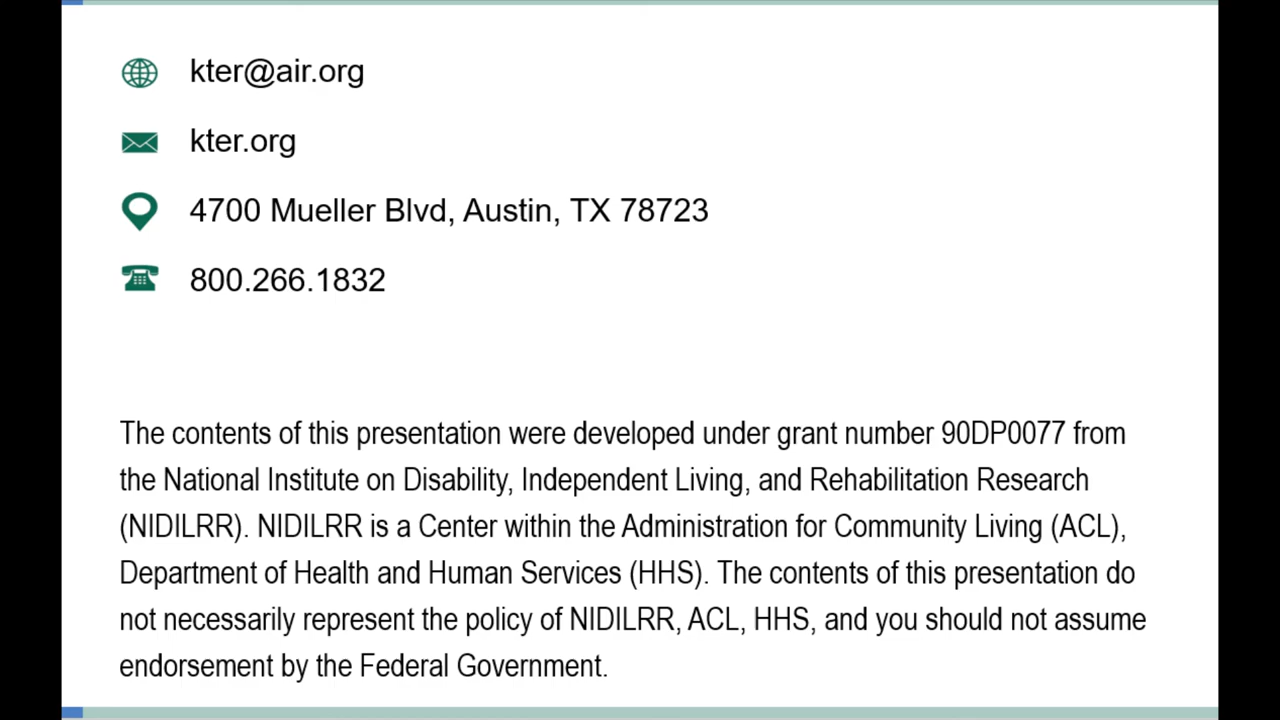 kter@air.org
kter.org
4700 Mueller Blvd, Austin, TX 78723
800.266.1832
The contents of this presentation were developed under grant number 90DP0077 from
the National Institute on Disability, Independent Living, and Rehabilitation Research
(NIDILRR). NIDILRR is a Center within the Administration for Community Living (ACL),
Department of Health and Human Services (HHS). The contents of this presentation do
not necessarily represent the policy of NIDILRR, ACL, HHS, and you should not assume
endorsement by the Federal Government.